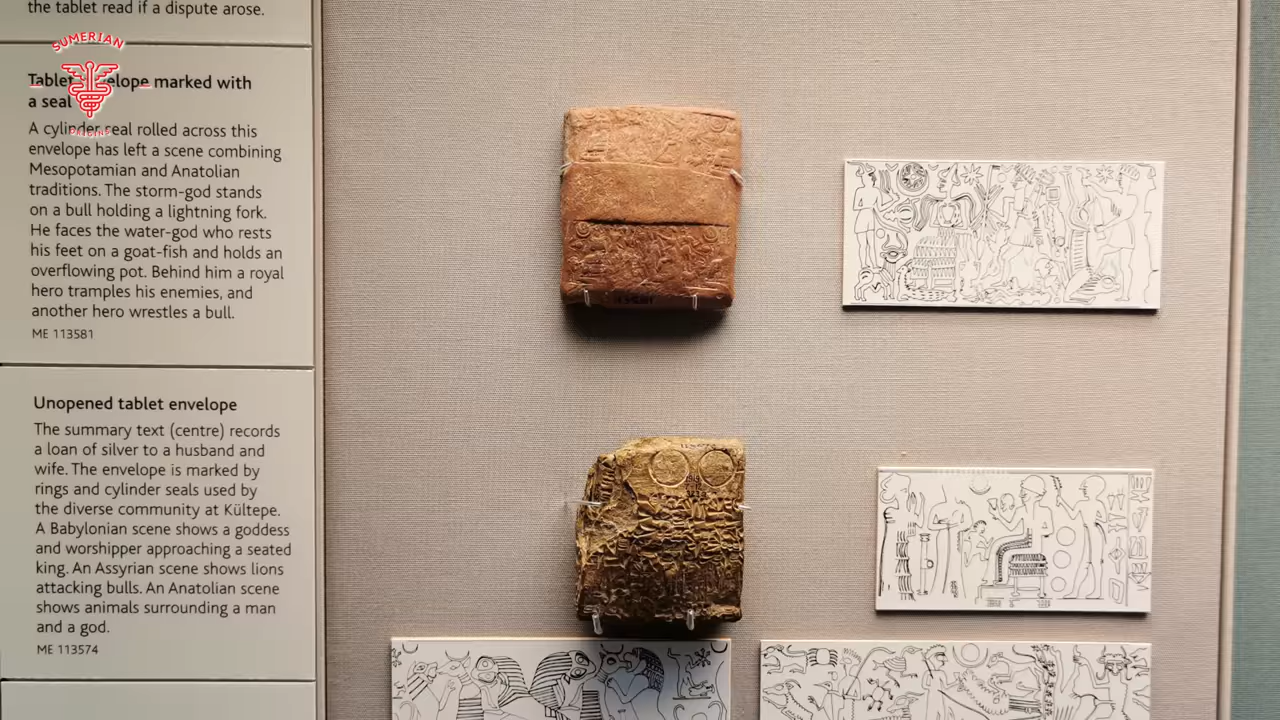 the tablet read if a dispute arose.
SUMERIAN
ORIGINS
Tablet envelope marked with
a seal
A cylinder seal rolled across this
envelope has left a scene combining
Mesopotamian and Anatolian
traditions. The storm-god stands
on a bull holding a lightning fork.
He faces the water-god who rests
his feet on a goat-fish and holds an
overflowing pot. Behind him a royal
hero tramples his enemies, and
another hero wrestles a bull.
ME 113581
Unopened tablet envelope
The summary text (centre) records
a loan of silver to a husband and
wife. The envelope is marked by
rings and cylinder seals used by
the diverse community at Kültepe.
A Babylonian scene shows a goddess
and worshipper approaching a seated
king. An Assyrian scene shows lions
attacking bulls. An Anatolian scene
shows animals surrounding a man
and a god.
ME 113574